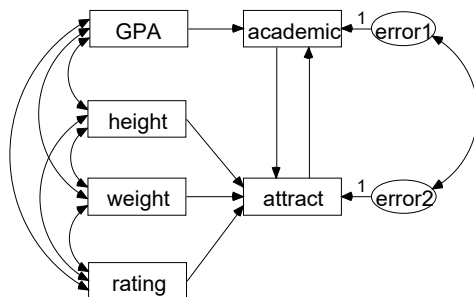 GPA
academic
1
error1
height
weight
attract
1
error2
rating